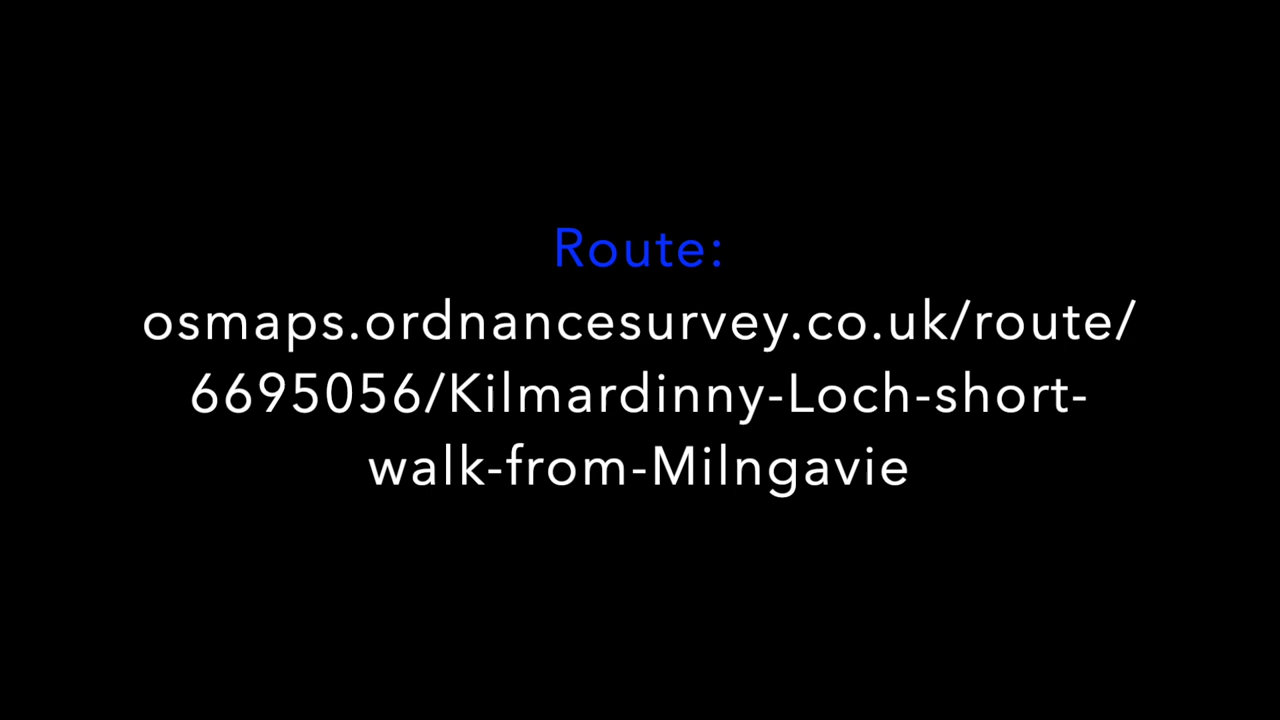 Route:
osmaps.ordnancesurvey.co.uk/route/
6695056/Kilmardinny-Loch-short-
walk-from-Milngavie